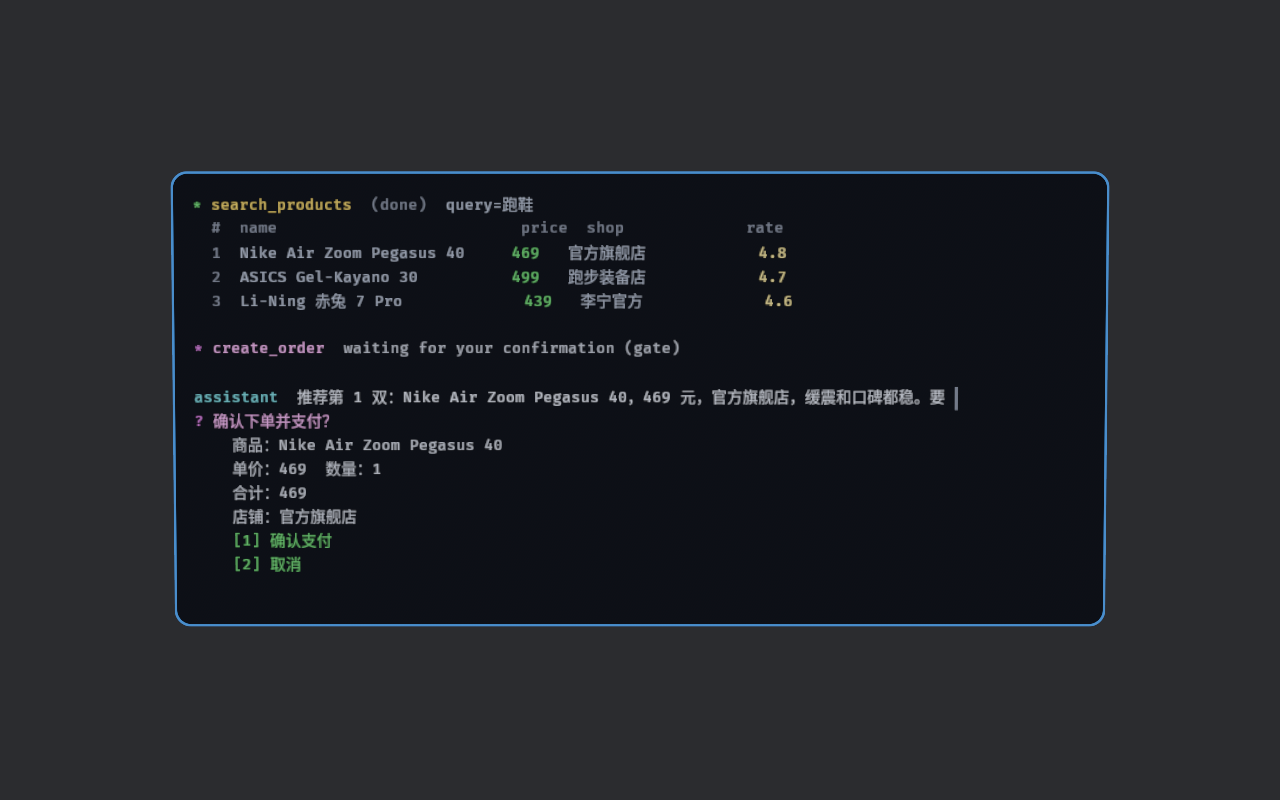 * search_products (done) query=跑鞋
# name price shop rate
1 Nike Air Zoom Pegasus 40 469 官方旗舰店 4.8
2 ASICS Gel-Kayano 30 499 跑步装备店 4.7
3 Li-Ning 赤兔 7 Pro 439 李宁官方 4.6
* create_order waiting for your confirmation (gate)
assistant 推荐第 1 双: Nike Air Zoom Pegasus 40, 469 元, 官方旗舰店, 缓震和口碑都稳。要
? 确认下单并支付?
商品: Nike Air Zoom Pegasus 40
单价: 469 数量: 1
合计: 469
店铺: 官方旗舰店
[1] 确认支付
[2] 取消